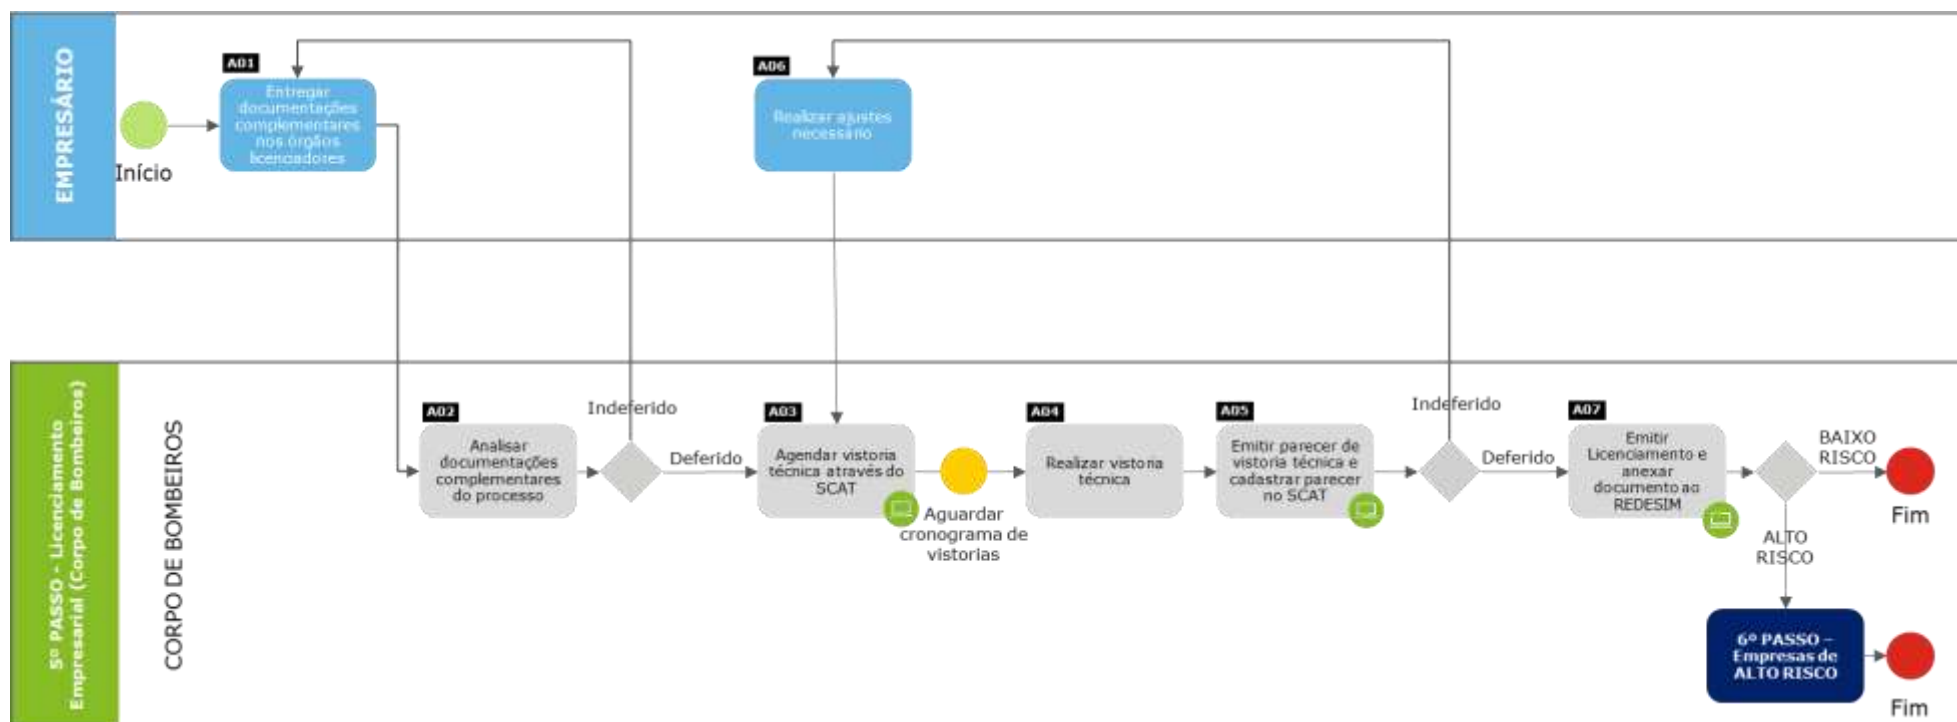 EMPRESÁRIO
Início
A01
Entregar
documentações
complementares
nos órgãos
licenciadores
A06
Realizar ajustes
necessário
5º PASSO - Licenciamento
Empresarial (Corpo de Bombeiros)
CORPO DE BOMBEIROS
A02
Analisar
documentações
complementares
do processo
Indeferido
Deferido
A03
Agendar vistoria
técnica através do
SCAT
Aguardar
cronograma de
vistorias
A04
Realizar vistoria
técnica
A05
Emitir parecer de
vistoria técnica e
cadastrar parecer
no SCAT
Indeferido
Deferido
A07
Emitir
Licenciamento e
anexar
documento ao
REDESIM
BAIXO
RISCO
Fim
ALTO
RISCO
6º PASSO –
Empresas de
ALTO RISCO
Fim